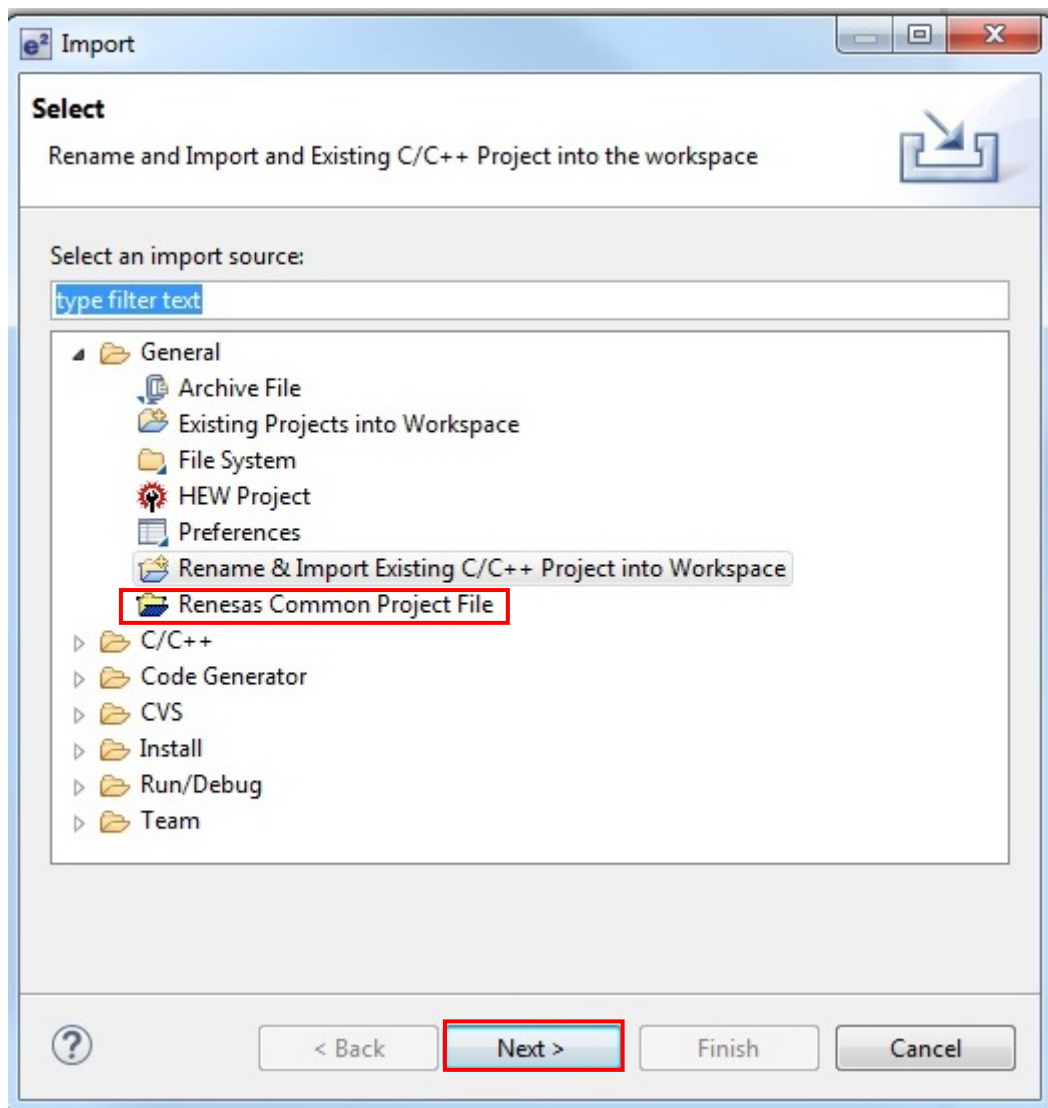 e² Import
Select
Rename and Import and Existing C/C++ Project into the workspace
Select an import source:
type filter text
General
Archive File
Existing Projects into Workspace
File System
HEW Project
Preferences
Rename & Import Existing C/C++ Project into Workspace
Renesas Common Project File
C/C++
Code Generator
CVS
Install
Run/Debug
Team
? < Back Next > Finish Cancel